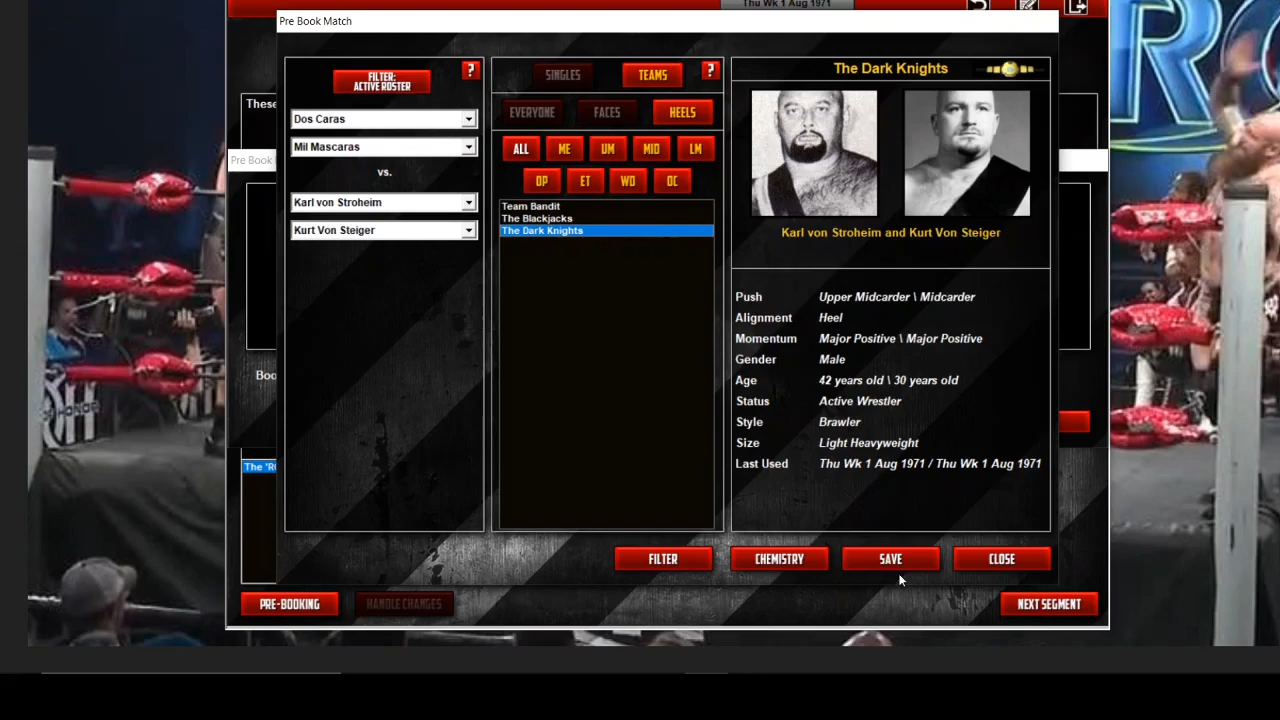 Thu Wk 1 Aug 1971
Pre Book Match
FILTER:
ACTIVE ROSTER
?
Dos Caras
Mil Mascaras
vs.
Karl von Stroheim
Kurt Von Steiger
SINGLES
TEAMS
?
EVERYONE
FACES
HEELS
ALL
ME
UM
MID
LM
OP
ET
WD
OC
Team Bandit
The Blackjacks
The Dark Knights
The Dark Knights
Karl von Stroheim and Kurt Von Steiger
Push Upper Midcarder \ Midcarder
Alignment Heel
Momentum Major Positive \ Major Positive
Gender Male
Age 42 years old \ 30 years old
Status Active Wrestler
Style Brawler
Size Light Heavyweight
Last Used Thu Wk 1 Aug 1971 / Thu Wk 1 Aug 1971
FILTER
CHEMISTRY
SAVE
CLOSE
These
Pre Book
Boo
The 'RO
PRE-BOOKING
HANDLE CHANGES
NEXT SEGMENT
HONOR
RO